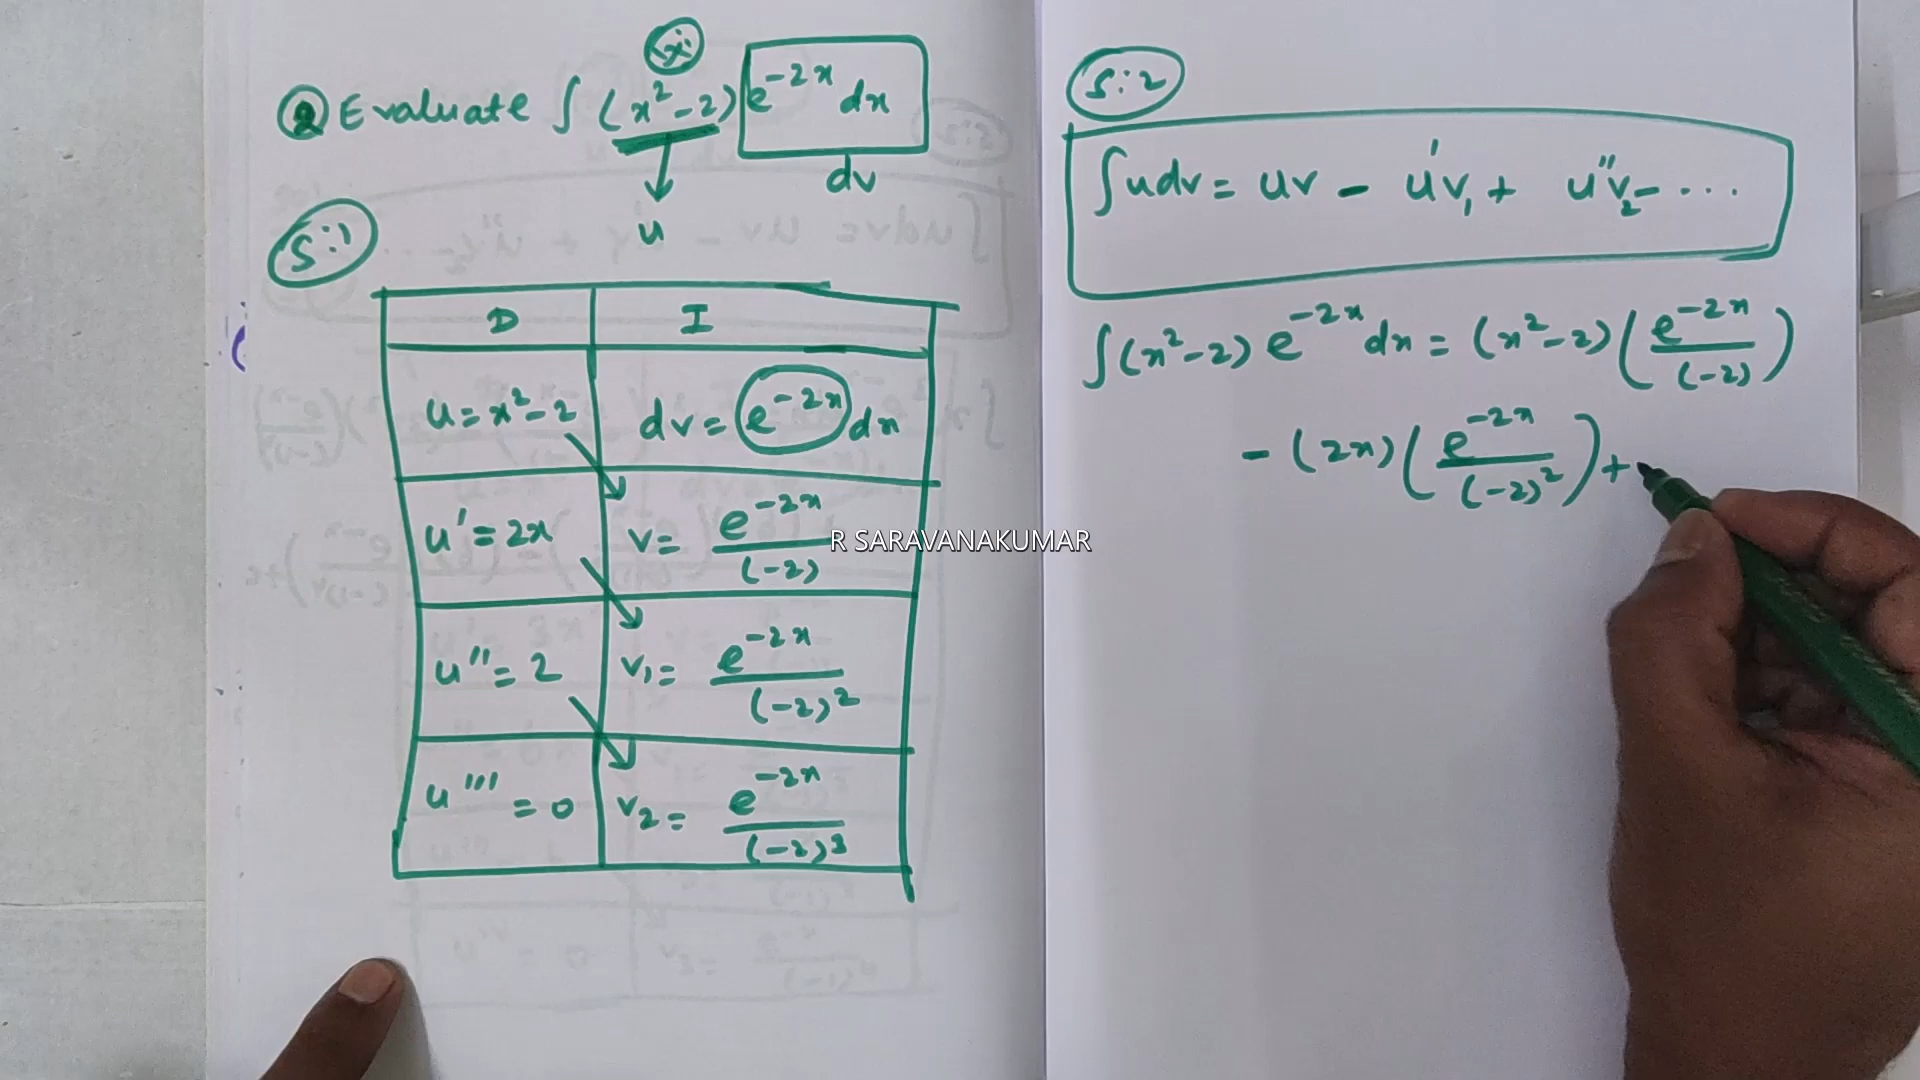 Q Evaluate ∫ (x²-2) e^{-2x} dx
u
dv
S:1
D I
u = x²-2 dv = e^{-2x} dx
u' = 2x v = e^{-2x}/(-2)
u'' = 2 v₁ = e^{-2x}/(-2)²
u''' = 0 v₂ = e^{-2x}/(-2)³
S:2
∫udv = uv - u'v₁ + u''v₂ - ...
∫(x²-2) e^{-2x} dx = (x²-2) (e^{-2x}/(-2))
- (2x) (e^{-2x}/(-2)²) +
R SARAVANAKUMAR